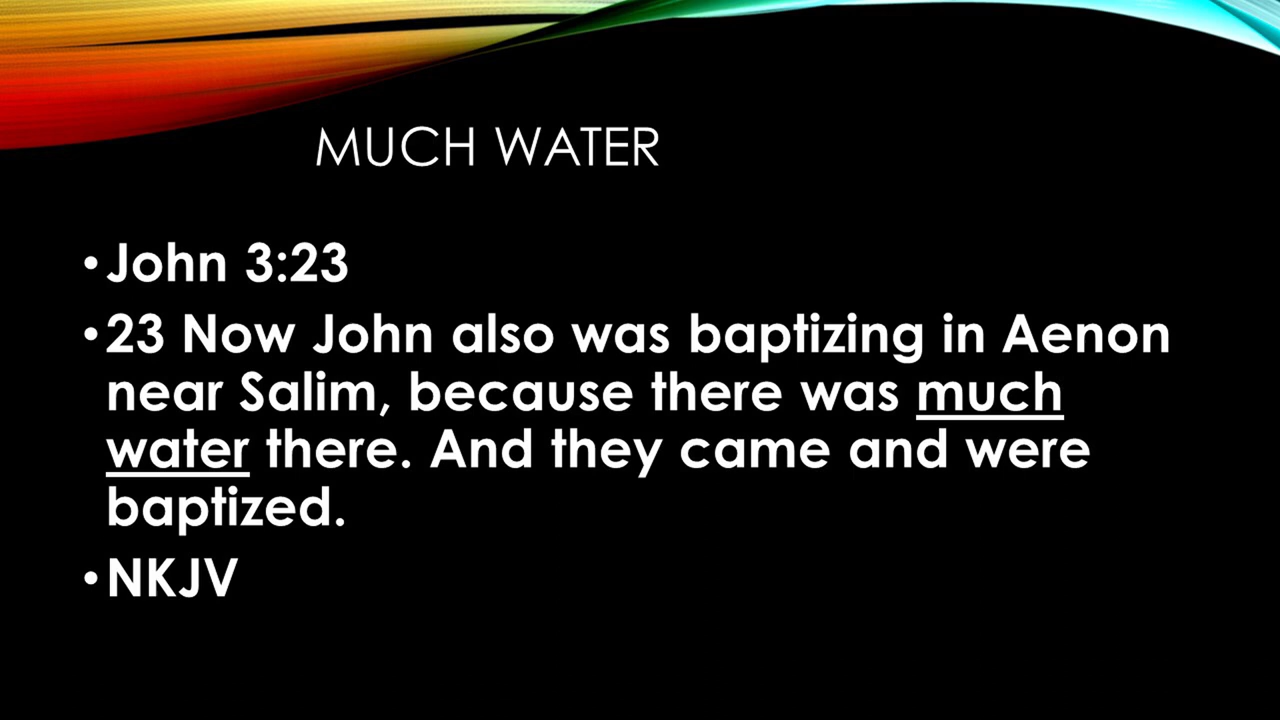 MUCH WATER
• John 3:23
• 23 Now John also was baptizing in Aenon
near Salim, because there was much
water there. And they came and were
baptized.
• NKJV